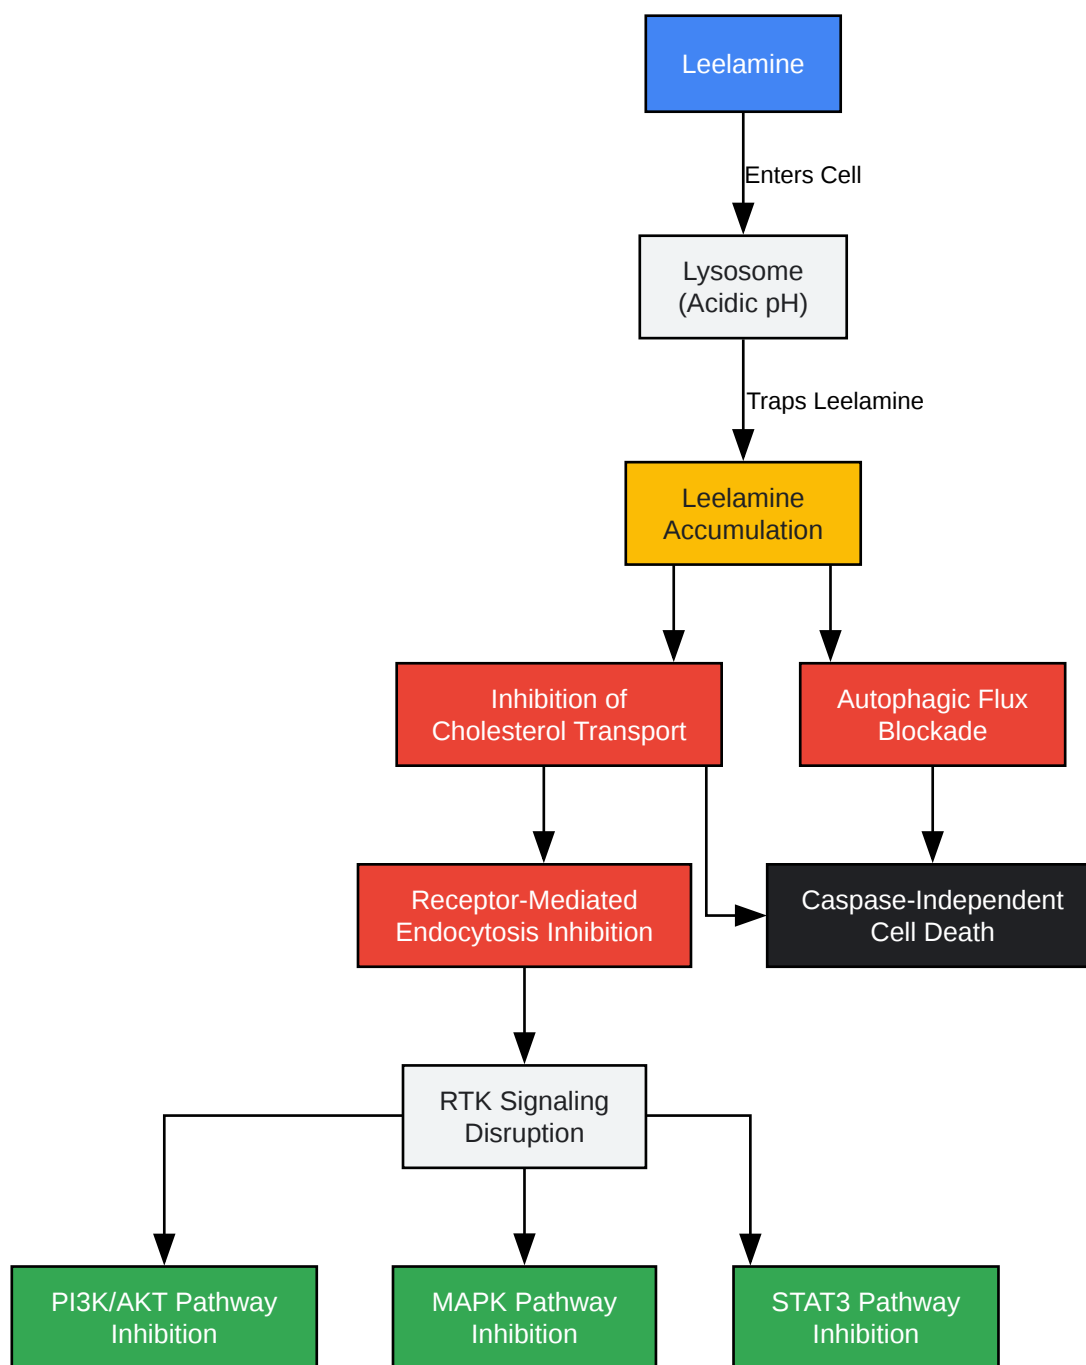 Leelamine
Enters Cell
Lysosome
(Acidic pH)
Traps Leelamine
Leelamine
Accumulation
Inhibition of
Cholesterol Transport
Autophagic Flux
Blockade
Receptor-Mediated
Endocytosis Inhibition
Caspase-Independent
Cell Death
RTK Signaling
Disruption
PI3K/AKT Pathway
Inhibition
MAPK Pathway
Inhibition
STAT3 Pathway
Inhibition